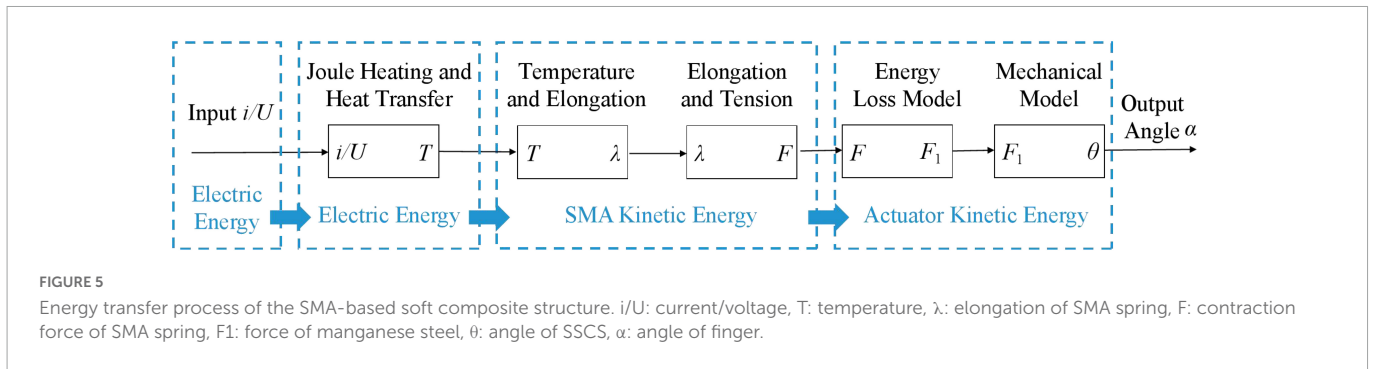 Input i/U
Electric
Energy
Joule Heating and
Heat Transfer
i/U T
Electric Energy
Temperature
and Elongation
T λ
Elongation
and Tension
λ F
SMA Kinetic Energy
Energy
Loss Model
F F₁
Mechanical
Model
F₁ θ
Actuator Kinetic Energy
Output
Angle α
FIGURE 5
Energy transfer process of the SMA-based soft composite structure. i/U: current/voltage, T: temperature, λ: elongation of SMA spring, F: contraction
force of SMA spring, F1: force of manganese steel, θ: angle of SSCS, α: angle of finger.